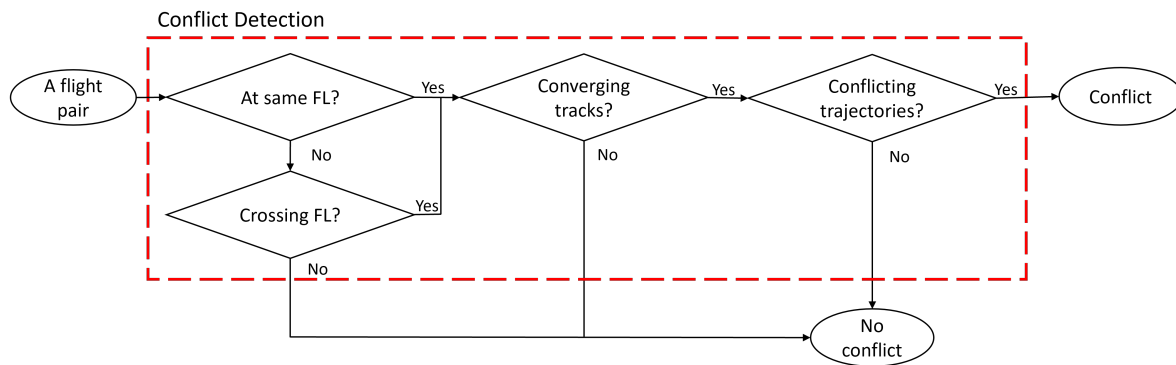 Conflict Detection
A flight
pair
At same FL?
Yes
Converging
tracks?
Yes
Conflicting
trajectories?
Yes
Conflict
No
No
No
Crossing FL?
Yes
No
No
conflict